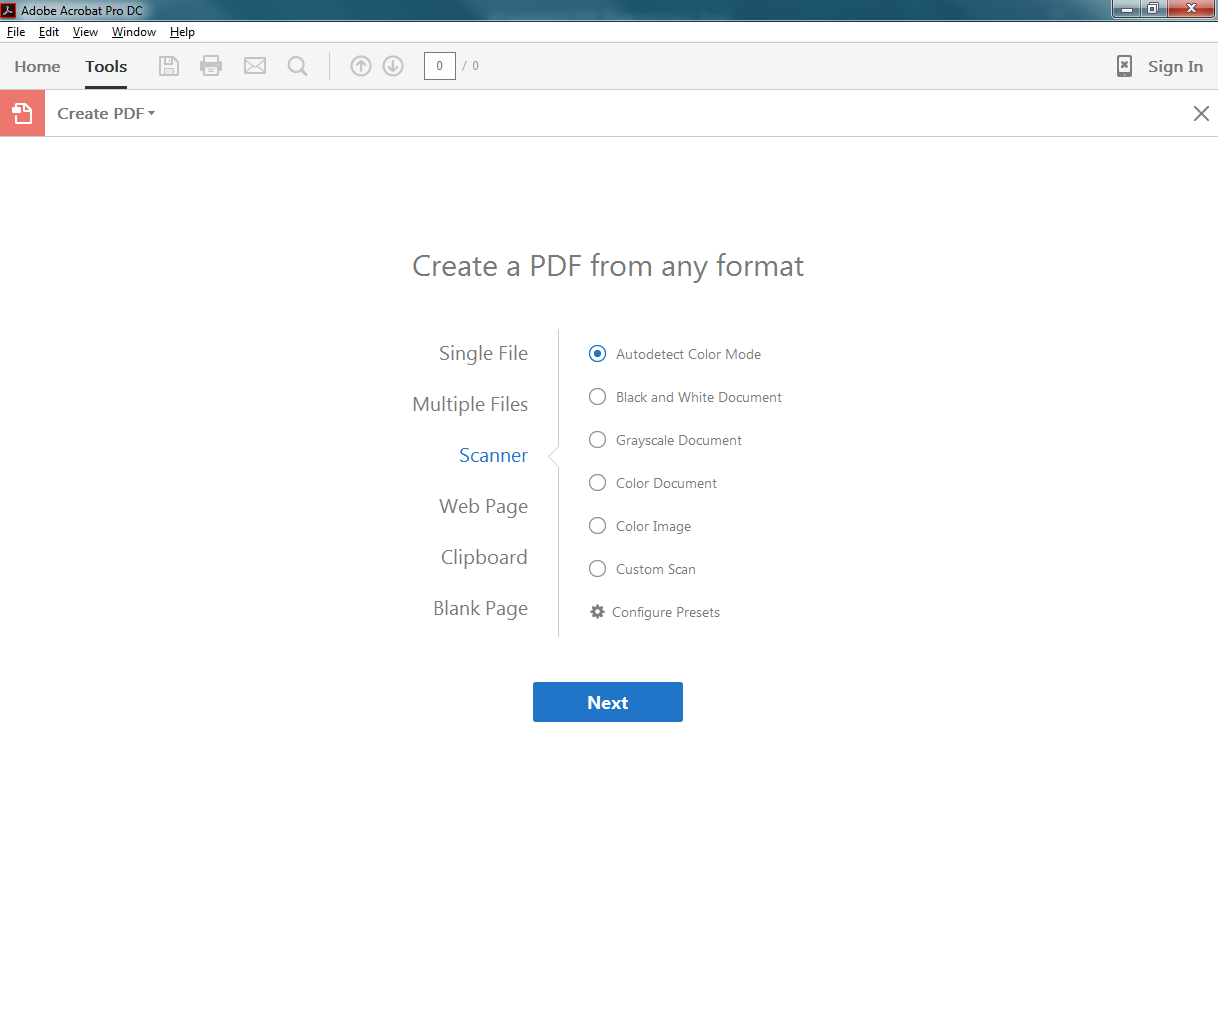 Adobe Acrobat Pro DC
File Edit View Window Help
Home Tools 0 / 0 Sign In
Create PDF
Create a PDF from any format
Single File
Multiple Files
Scanner
Web Page
Clipboard
Blank Page
Autodetect Color Mode
Black and White Document
Grayscale Document
Color Document
Color Image
Custom Scan
Configure Presets
Next